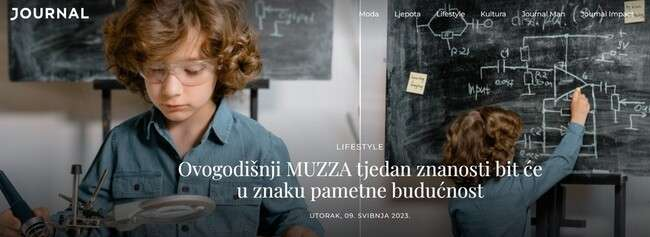 JOURNAL
Moda Ljepota Lifestyle Kultura Journal Man Journal Impact
Input
LIFESTYLE
Ovogodišnji MUZZA tjedan znanosti bit će
u znaku pametne budućnost
UTORAK, 09. SVIBNJA 2023.